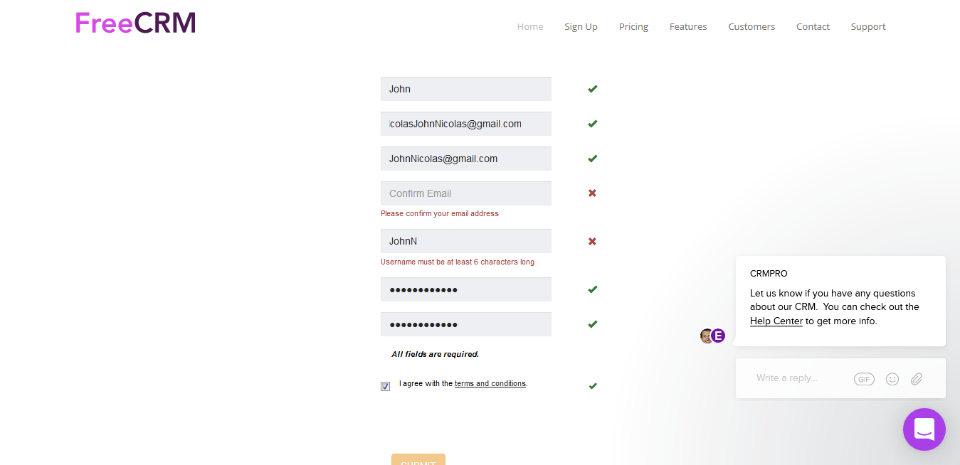 FreeCRM
Home Sign Up Pricing Features Customers Contact Support
John
icolasJohnNicolas@gmail.com
JohnNicolas@gmail.com
Confirm Email
Please confirm your email address
JohnN
Username must be at least 6 characters long
All fields are required.
I agree with the terms and conditions.
SUBMIT
CRMPRO
Let us know if you have any questions
about our CRM. You can check out the
Help Center to get more info.
E
Write a reply...
GIF